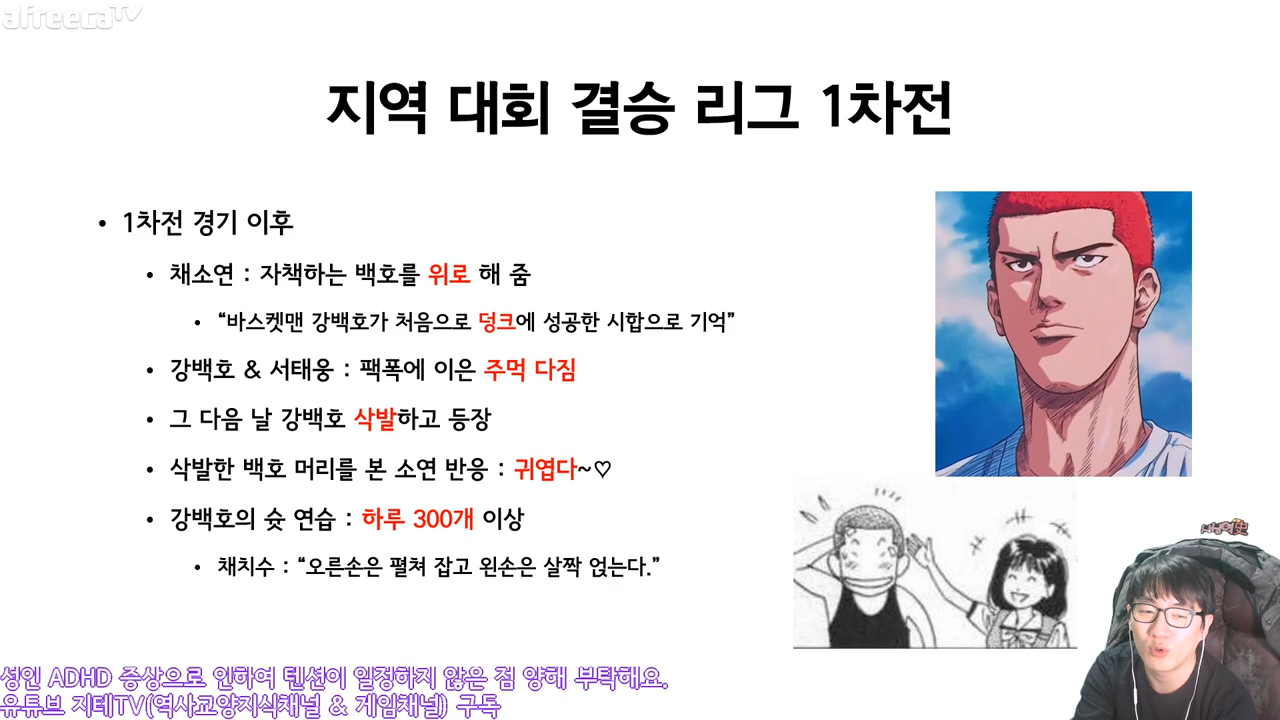 afreecaTV
지역 대회 결승 리그 1차전
• 1차전 경기 이후
• 채소연 : 자책하는 백호를 위로 해 줌
• “바스켓맨 강백호가 처음으로 덩크에 성공한 시합으로 기억”
• 강백호 & 서태웅 : 팩폭에 이은 주먹 다짐
• 그 다음 날 강백호 삭발하고 등장
• 삭발한 백호 머리를 본 소연 반응 : 귀엽다~♡
• 강백호의 슛 연습 : 하루 300개 이상
• 채치수 : “오른손은 펼쳐 잡고 왼손은 살짝 얹는다.”
성인 ADHD 증상으로 인하여 텐션이 일정하지 않은 점 양해 부탁해요.
유튜브 지테TV(역사교양지식채널 & 게임채널) 구독